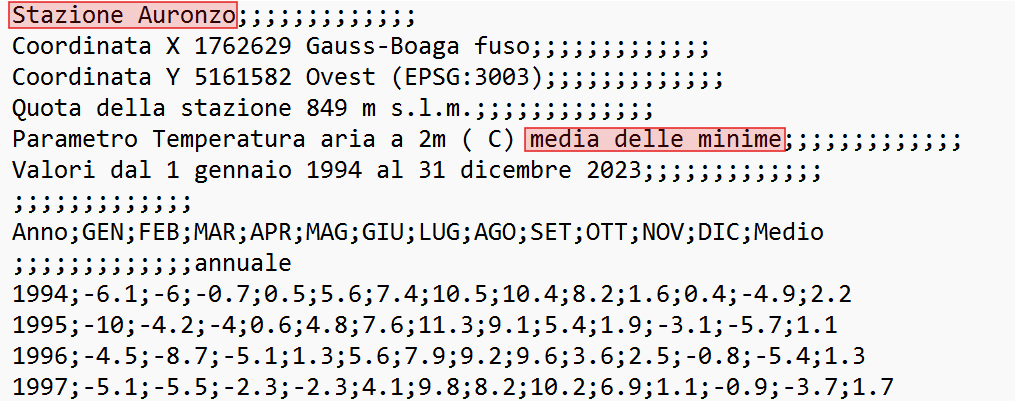 Stazione Auronzo;;;;;;;;;;;;;
Coordinata X 1762629 Gauss-Boaga fuso;;;;;;;;;;;;;
Coordinata Y 5161582 Ovest (EPSG:3003);;;;;;;;;;;;;
Quota della stazione 849 m s.l.m.;;;;;;;;;;;;;
Parametro Temperatura aria a 2m ( C) media delle minime;;;;;;;;;;;;;
Valori dal 1 gennaio 1994 al 31 dicembre 2023;;;;;;;;;;;;;
;;;;;;;;;;;;;
Anno;GEN;FEB;MAR;APR;MAG;GIU;LUG;AGO;SET;OTT;NOV;DIC;Medio
;;;;;;;;;;;;;annuale
1994;-6.1;-6;-0.7;0.5;5.6;7.4;10.5;10.4;8.2;1.6;0.4;-4.9;2.2
1995;-10;-4.2;-4;0.6;4.8;7.6;11.3;9.1;5.4;1.9;-3.1;-5.7;1.1
1996;-4.5;-8.7;-5.1;1.3;5.6;7.9;9.2;9.6;3.6;2.5;-0.8;-5.4;1.3
1997;-5.1;-5.5;-2.3;-2.3;4.1;9.8;8.2;10.2;6.9;1.1;-0.9;-3.7;1.7